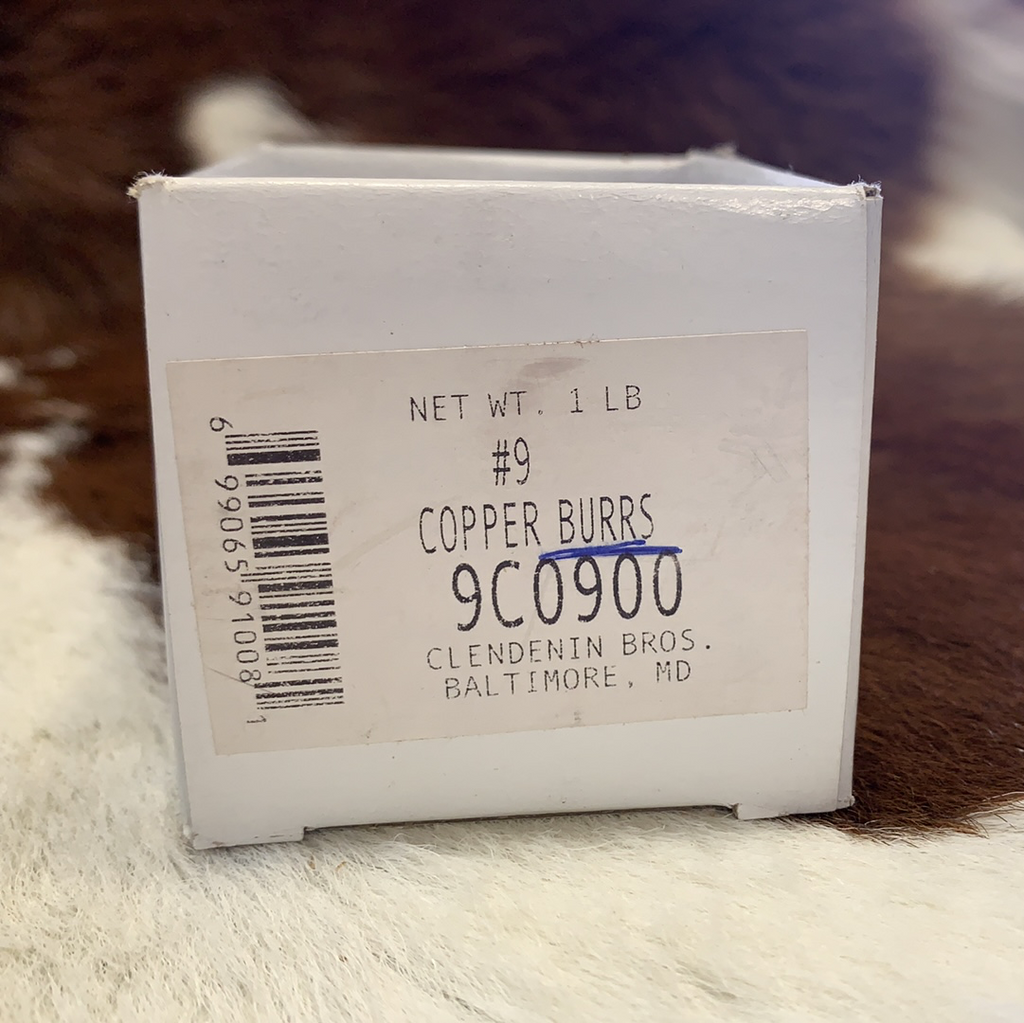 NET WT. 1 LB
#9
COPPER BURRS
9C0900
CLENDENIN BROS.
BALTIMORE, MD
6 99065 91008 1